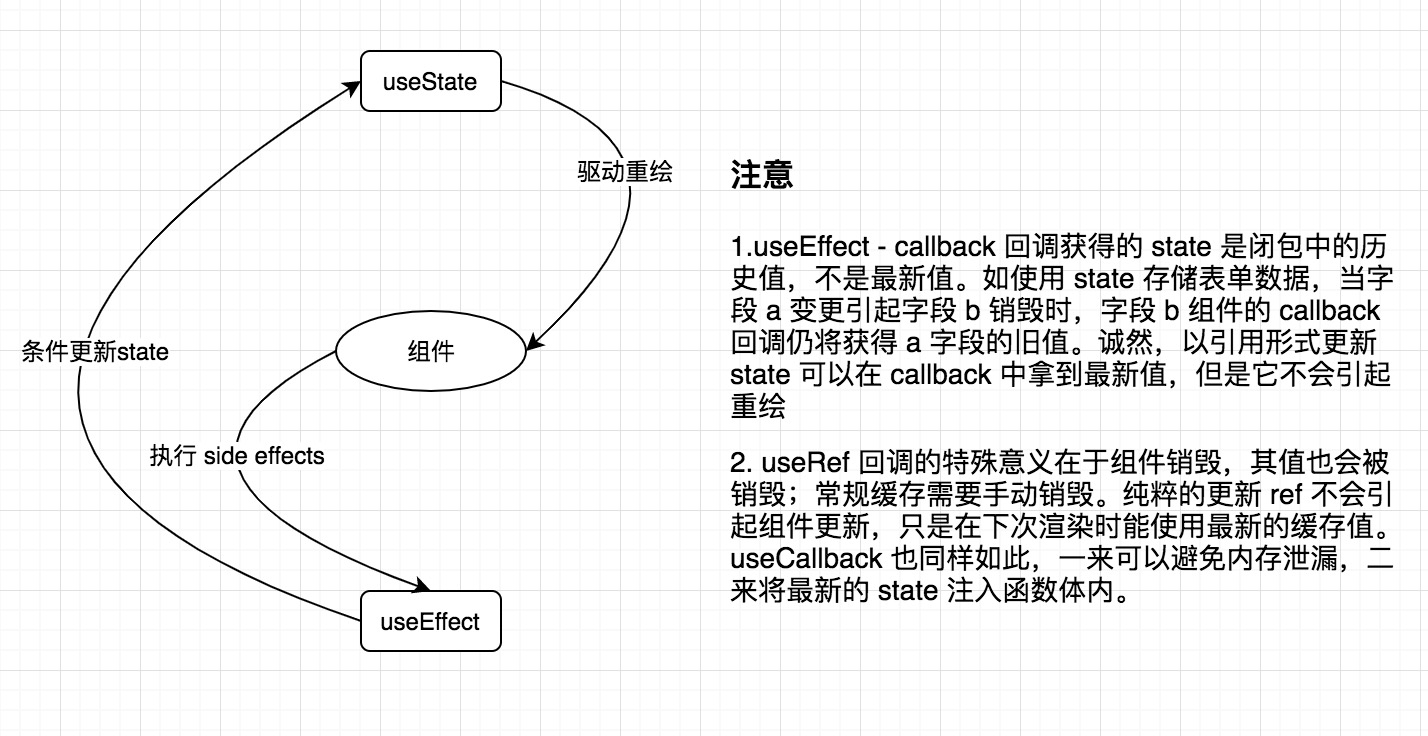 useState
驱动重绘
注意
1.useEffect - callback 回调获得的 state 是闭包中的历
史值，不是最新值。如使用 state 存储表单数据，当字
段 a 变更引起字段 b 销毁时，字段 b 组件的 callback
回调仍将获得 a 字段的旧值。诚然，以引用形式更新
state 可以在 callback 中拿到最新值，但是它不会引起
重绘
条件更新state
组件
执行 side effects
2. useRef 回调的特殊意义在于组件销毁，其值也会被
销毁；常规缓存需要手动销毁。纯粹的更新 ref 不会引
起组件更新，只是在下次渲染时能使用最新的缓存值。
useCallback 也同样如此，一来可以避免内存泄漏，二
来将最新的 state 注入函数体内。
useEffect